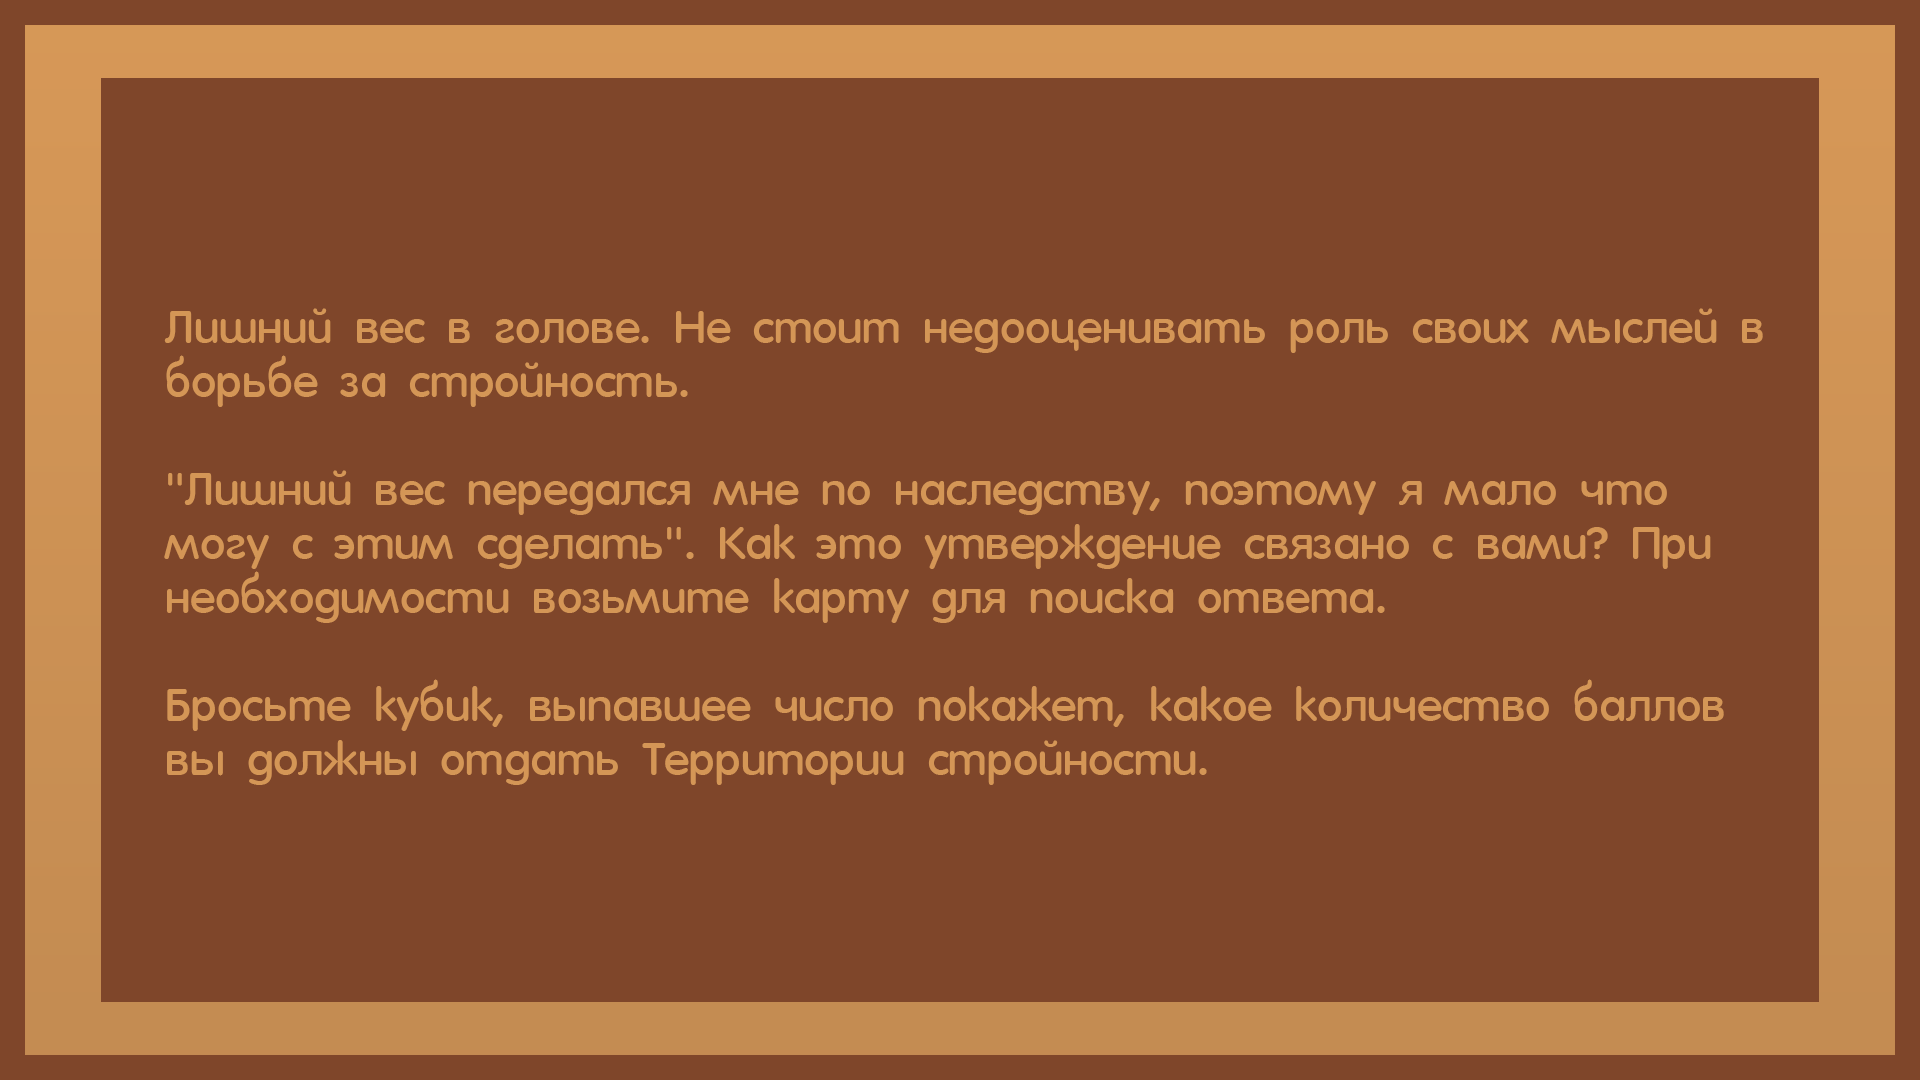 Лишний вес в голове. Не стоит недооценивать роль своих мыслей в
борьбе за стройность.
"Лишний вес передался мне по наследству, поэтому я мало что
могу с этим сделать". Как это утверждение связано с вами? При
необходимости возьмите карту для поиска ответа.
Бросьте кубик, выпавшее число покажет, какое количество баллов
вы должны отдать Территории стройности.